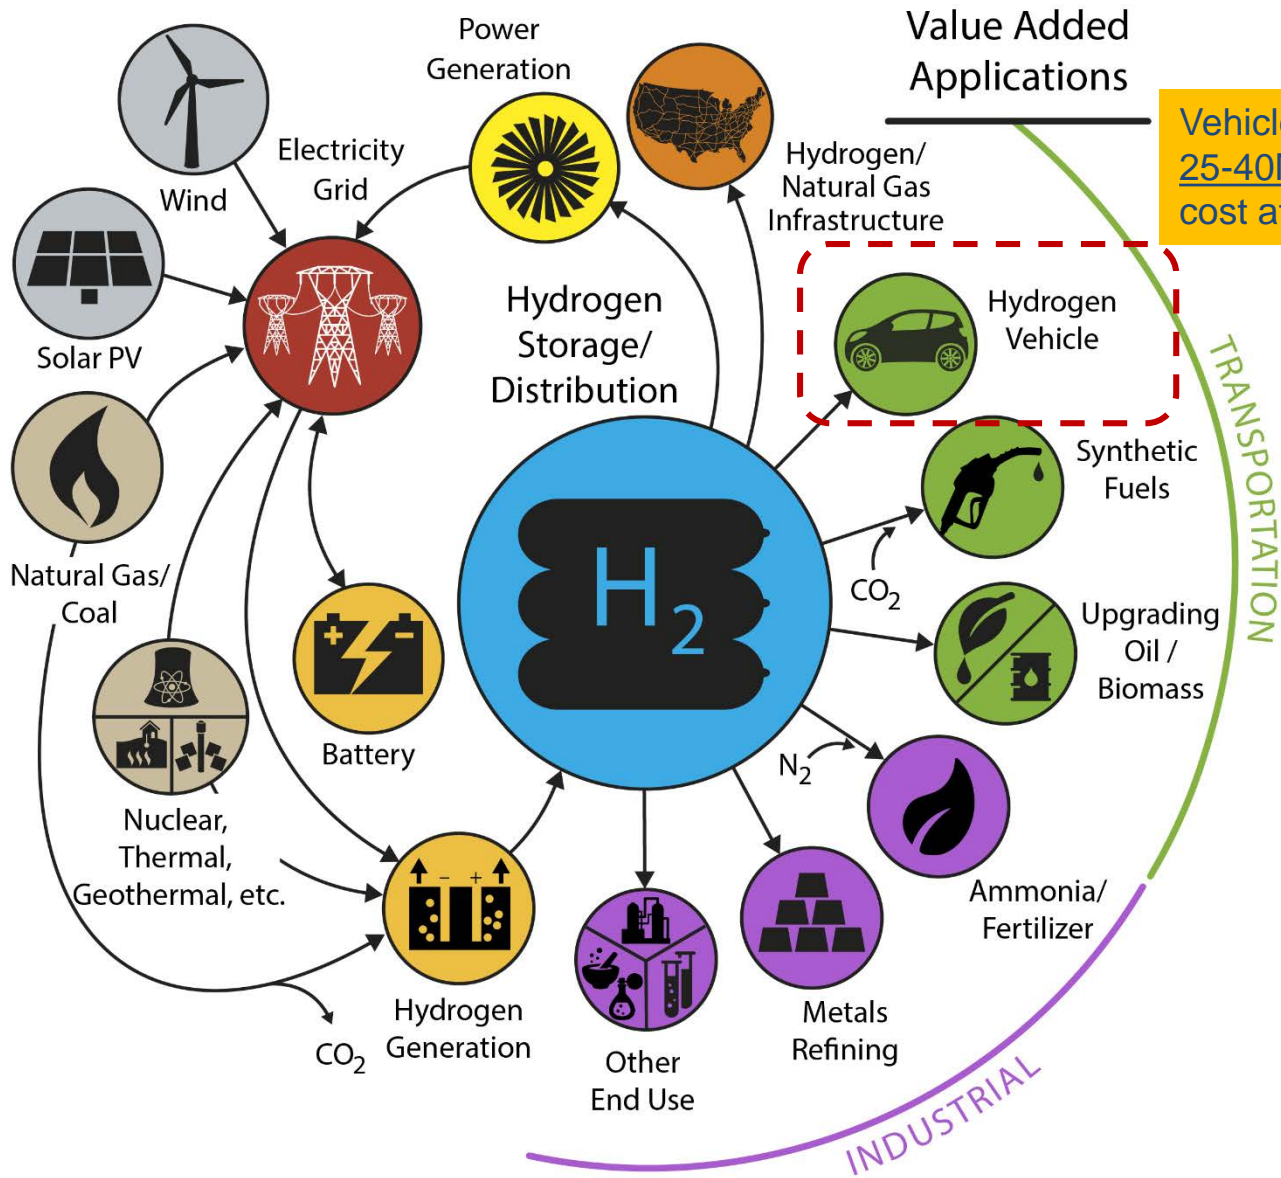 Value Added
Applications
Power
Generation
Wind
Electricity
Grid
Hydrogen/
Natural Gas
Infrastructure
25-40
cost
Solar PV
Hydrogen
Storage/
Distribution
Hydrogen
Vehicle
TRANSPORTATION
Synthetic
Fuels
Natural Gas/
Coal
H2
CO2
Upgrading
Oil /
Biomass
+ -
Battery
N2
Nuclear,
Thermal,
Geothermal, etc.
- +
Ammonia/
Fertilizer
Hydrogen
Generation
CO2
Metals
Refining
Other
End Use
INDUSTRIAL